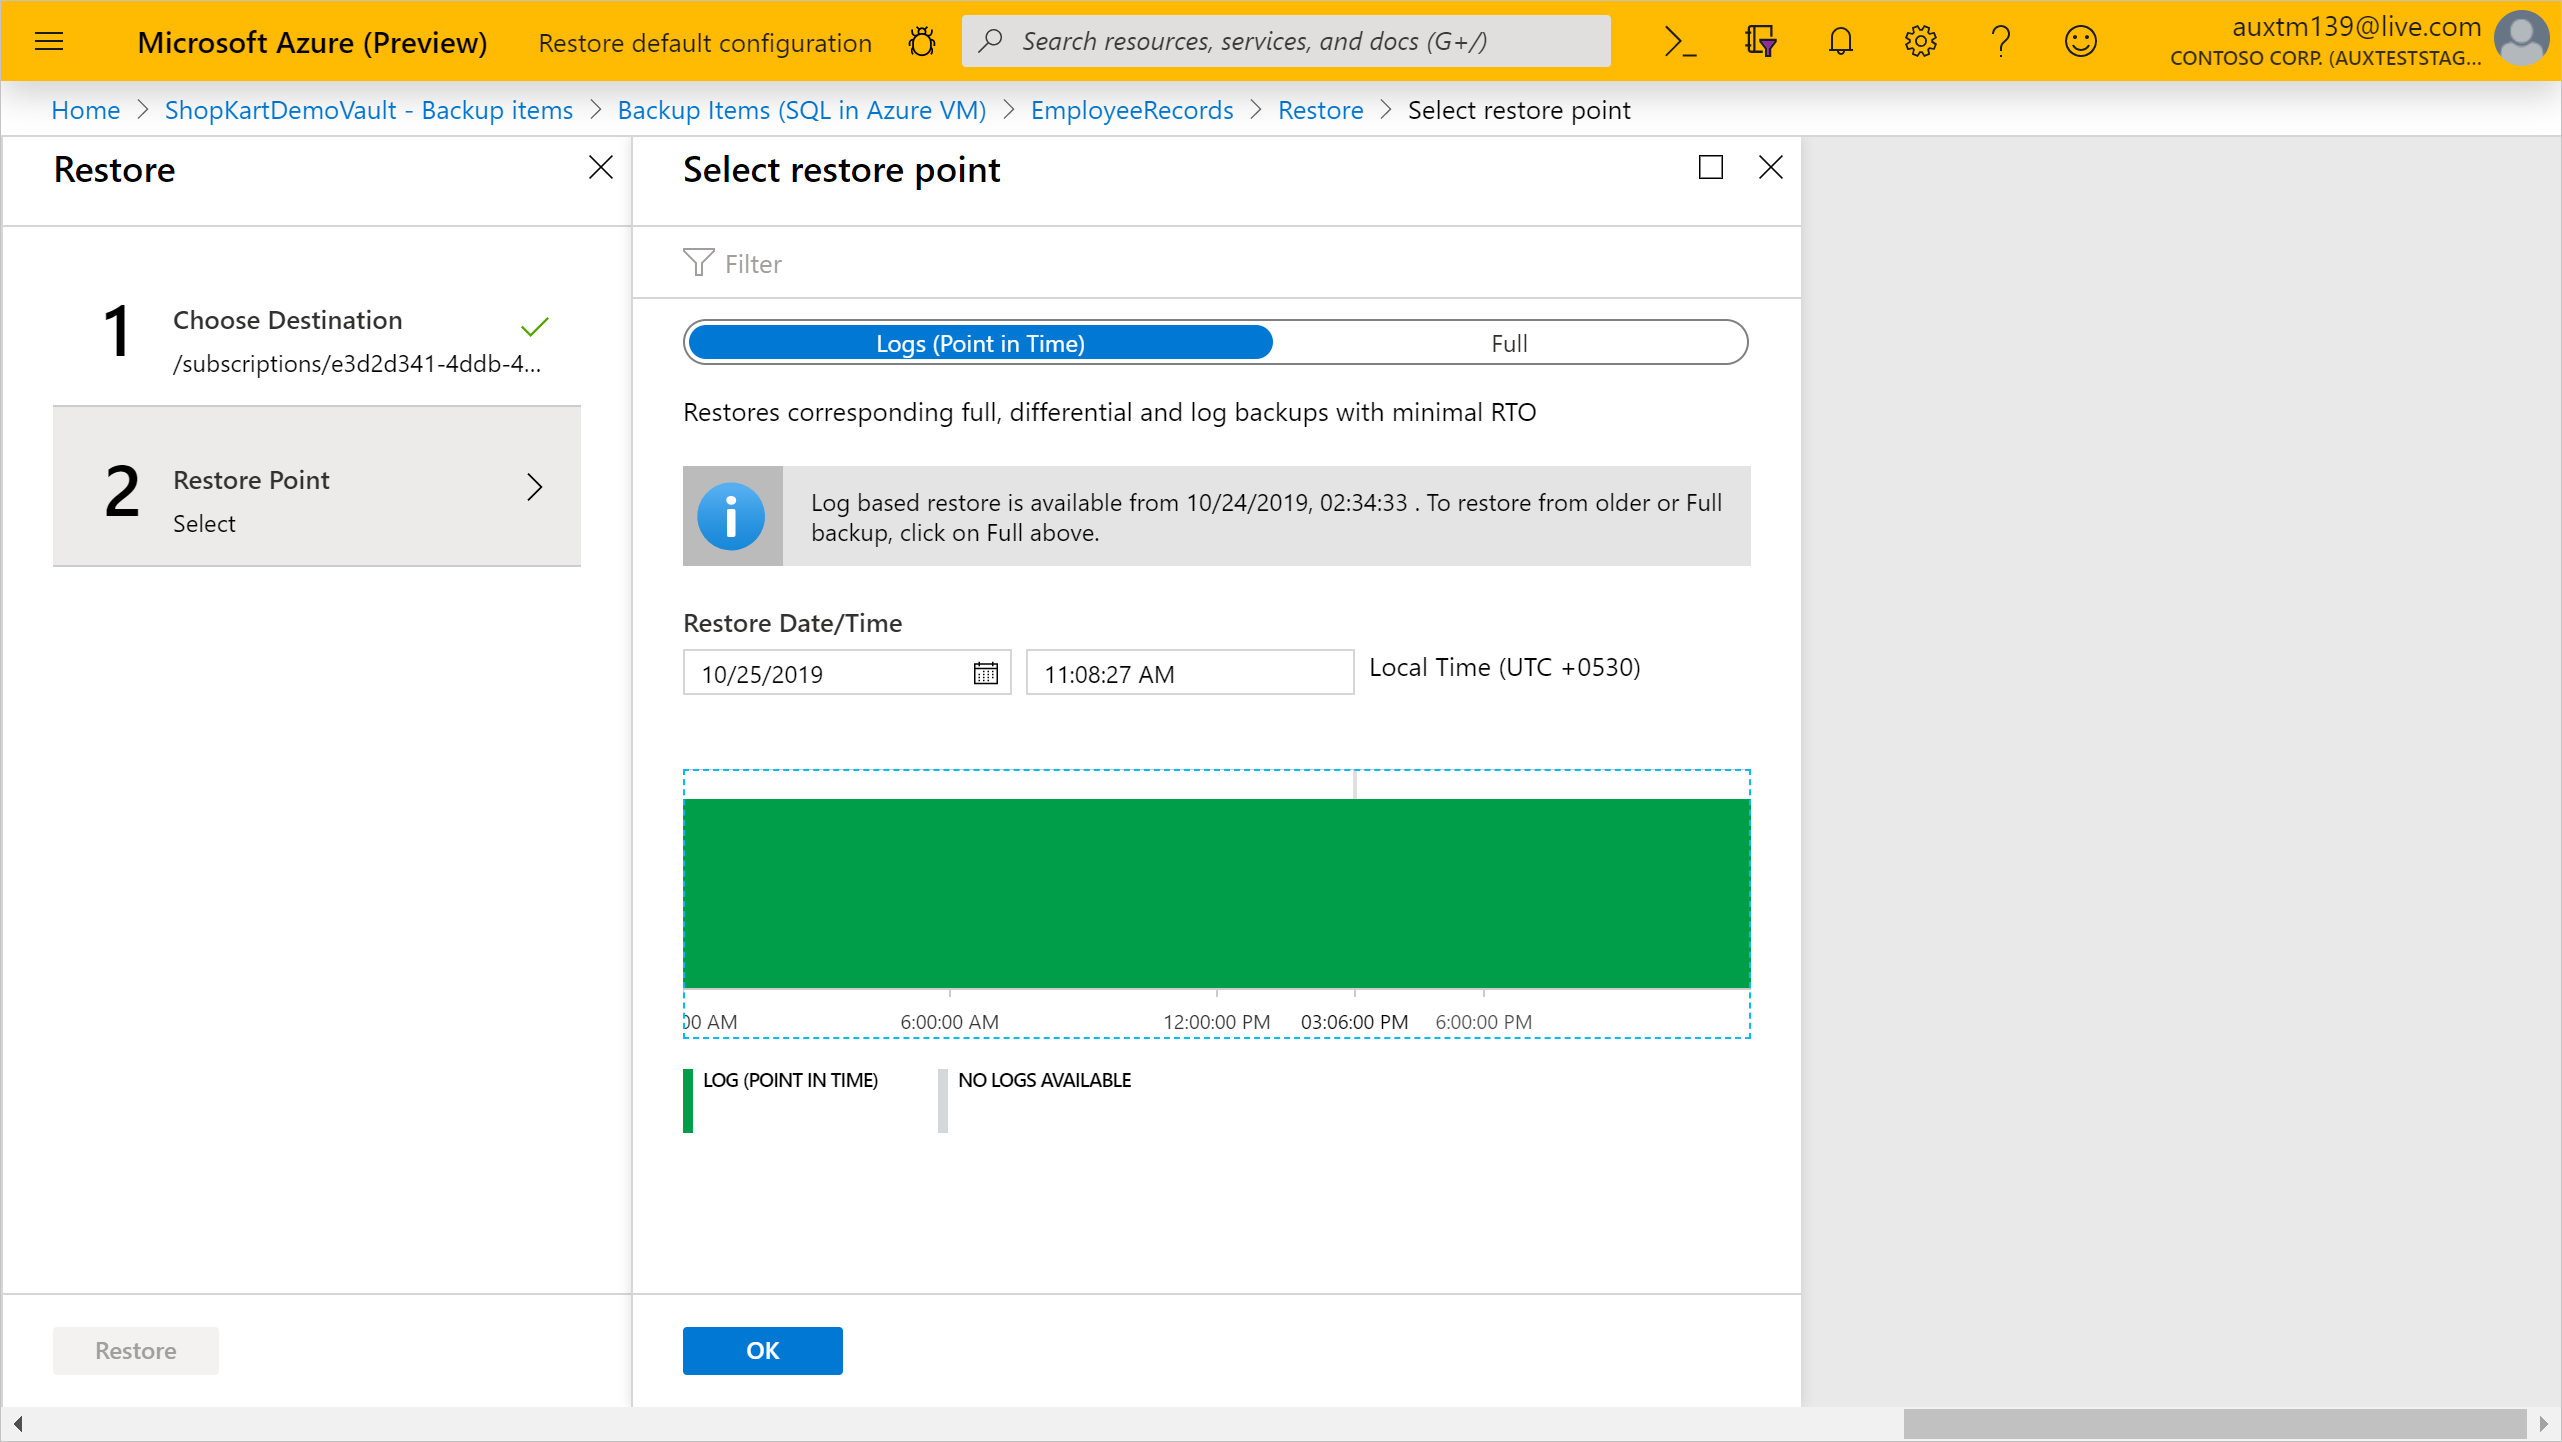 Microsoft Azure (Preview)
Restore default configuration
Search resources, services, and docs (G+/)
auxtm139@live.com
CONTOSO CORP. (AUXTESTSTAG...
Home > ShopKartDemoVault - Backup items > Backup Items (SQL in Azure VM) > EmployeeRecords > Restore > Select restore point
Restore
1
Choose Destination
/subscriptions/e3d2d341-4ddb-4...
2
Restore Point
Select
Restore
Select restore point
Filter
Logs (Point in Time)
Full
Restores corresponding full, differential and log backups with minimal RTO
Log based restore is available from 10/24/2019, 02:34:33 . To restore from older or Full
backup, click on Full above.
Restore Date/Time
10/25/2019
11:08:27 AM
Local Time (UTC +0530)
00 AM
6:00:00 AM
12:00:00 PM
03:06:00 PM
6:00:00 PM
LOG (POINT IN TIME)
NO LOGS AVAILABLE
OK